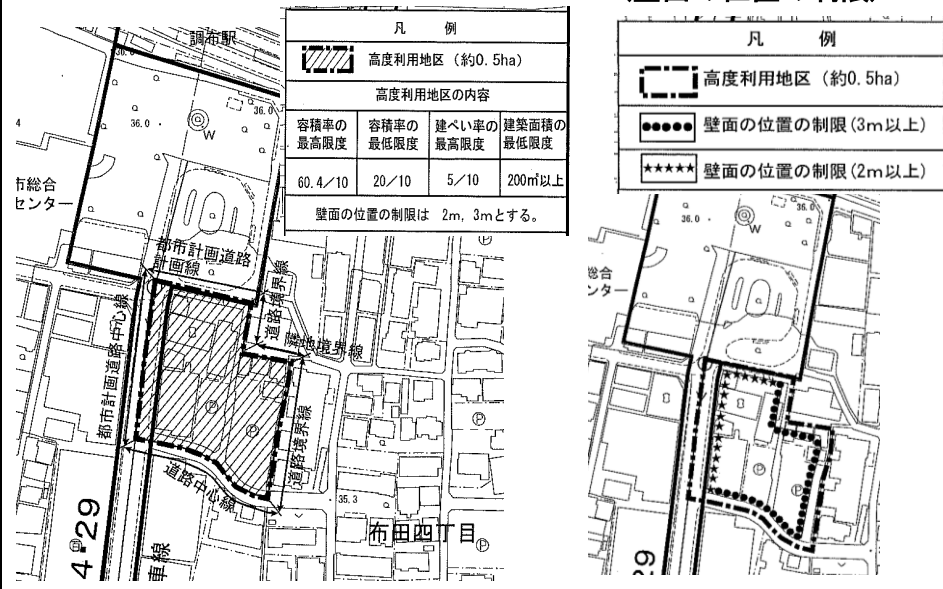 調布駅
36.0
36.0
36.0
W
市総合
センター
都市計画道路
計画線
道路境界線
隣地境界線
都市計画道路中心線
道路境界線
道路中心線
35.3
布田四丁目
4
29
車線
P
P
P
P
P
P
凡 例
高度利用地区（約0.5ha）
高度利用地区の内容
容積率の
最高限度
容積率の
最低限度
建ぺい率の
最高限度
建築面積の
最低限度
60.4／10
20／10
5／10
200㎡以上
壁面の位置の制限は 2m, 3mとする。
凡 例
高度利用地区（約0.5ha）
壁面の位置の制限(3m以上)
壁面の位置の制限(2m以上)
36.0
36.0
W
総合
ンター
P
P
29